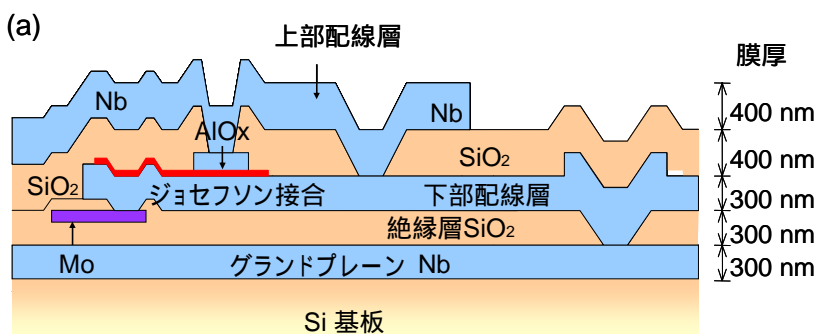 (a)
上部配線層
膜厚
Nb
Nb
400 nm
AlOx
SiO₂
400 nm
SiO₂
ジョセフソン接合
下部配線層
300 nm
絶縁層SiO₂
300 nm
Mo
グランドプレーン Nb
300 nm
Si 基板